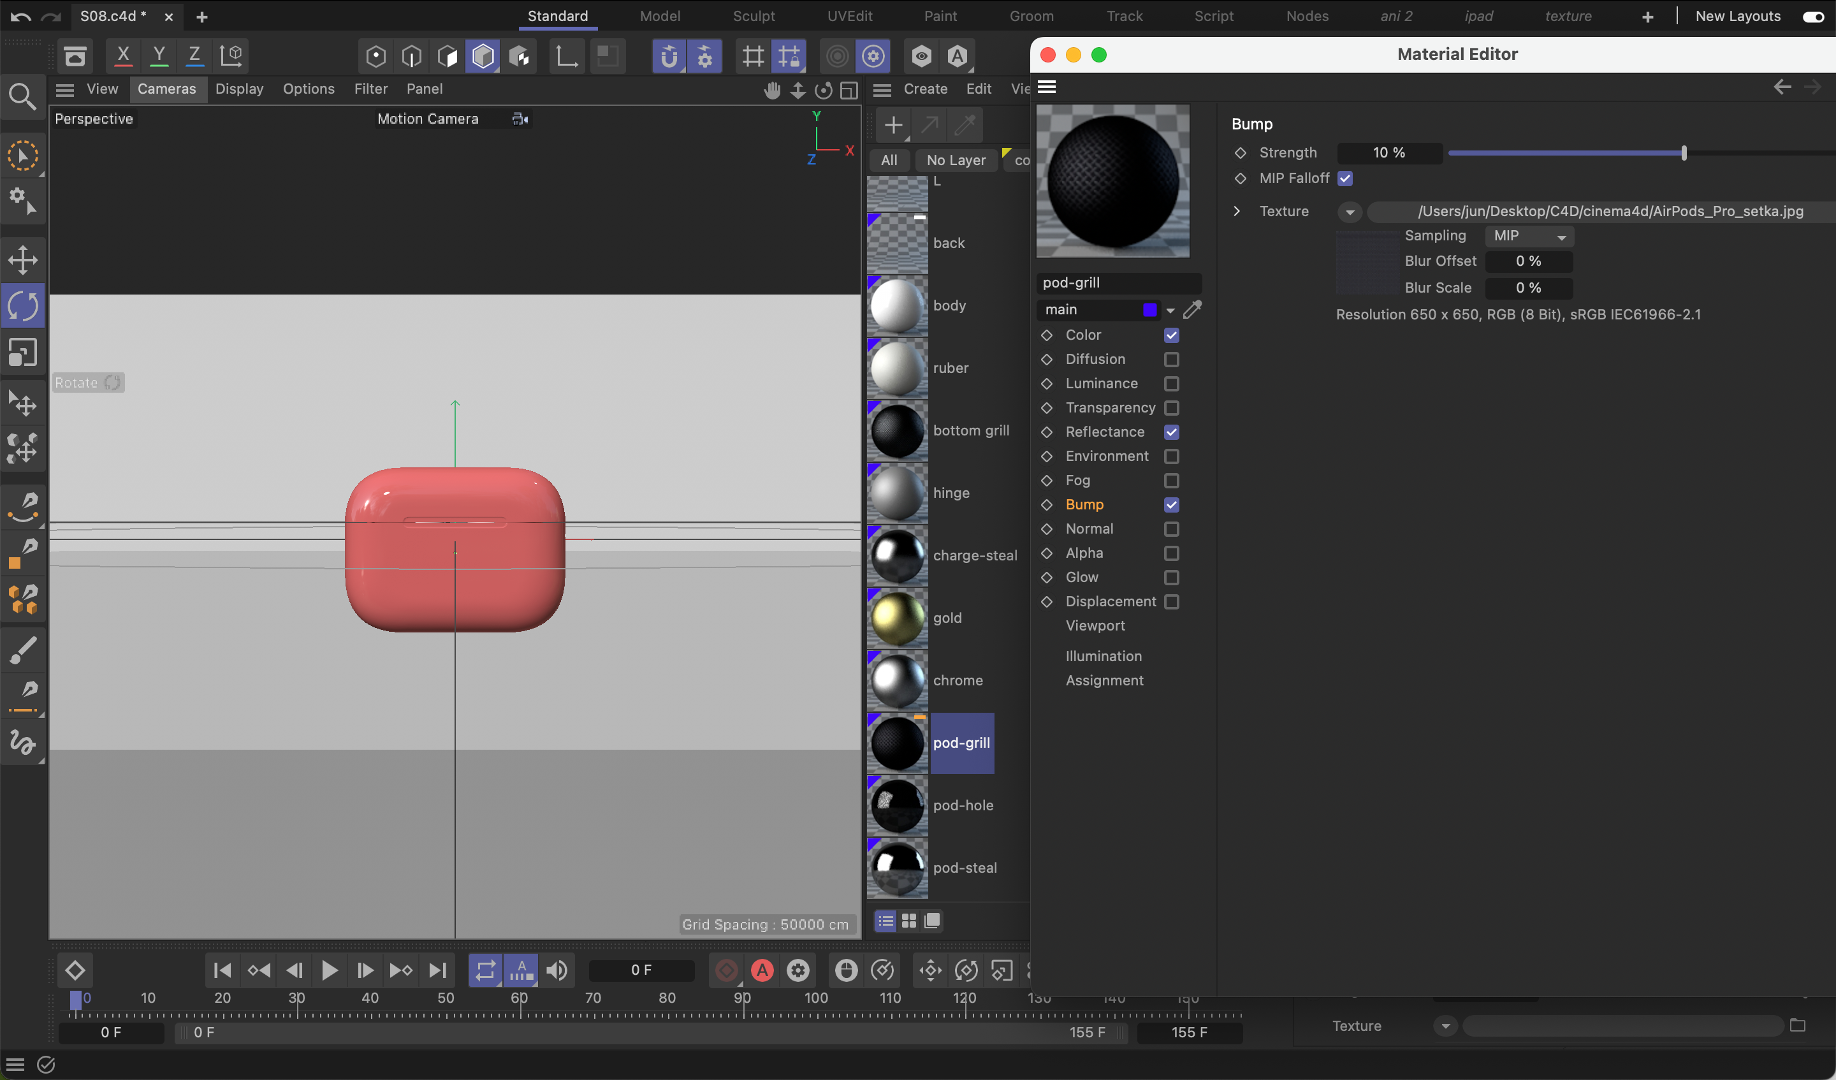 S08.c4d * × +
Standard Model Sculpt UVEdit Paint Groom Track Script Nodes ani 2 ipad texture + New Layouts
X Y Z
Material Editor
View Cameras Display Options Filter Panel
Create Edit Vie
Perspective
Motion Camera
Y
X
Z
All No Layer co
L
back
body
ruber
bottom grill
hinge
charge-steal
gold
chrome
pod-grill
pod-hole
pod-steal
Rotate
Grid Spacing : 50000 cm
pod-grill
main
Color
Diffusion
Luminance
Transparency
Reflectance
Environment
Fog
Bump
Normal
Alpha
Glow
Displacement
Viewport
Illumination
Assignment
Bump
Strength 10 %
MIP Falloff
Texture /Users/jun/Desktop/C4D/cinema4d/AirPods_Pro_setka.jpg
Sampling MIP
Blur Offset 0 %
Blur Scale 0 %
Resolution 650 x 650, RGB (8 Bit), sRGB IEC61966-2.1
0 F
0 10 20 30 40 50 60 70 80 90 100 110 120 130 140 150
0 F 0 F 155 F 155 F
Texture